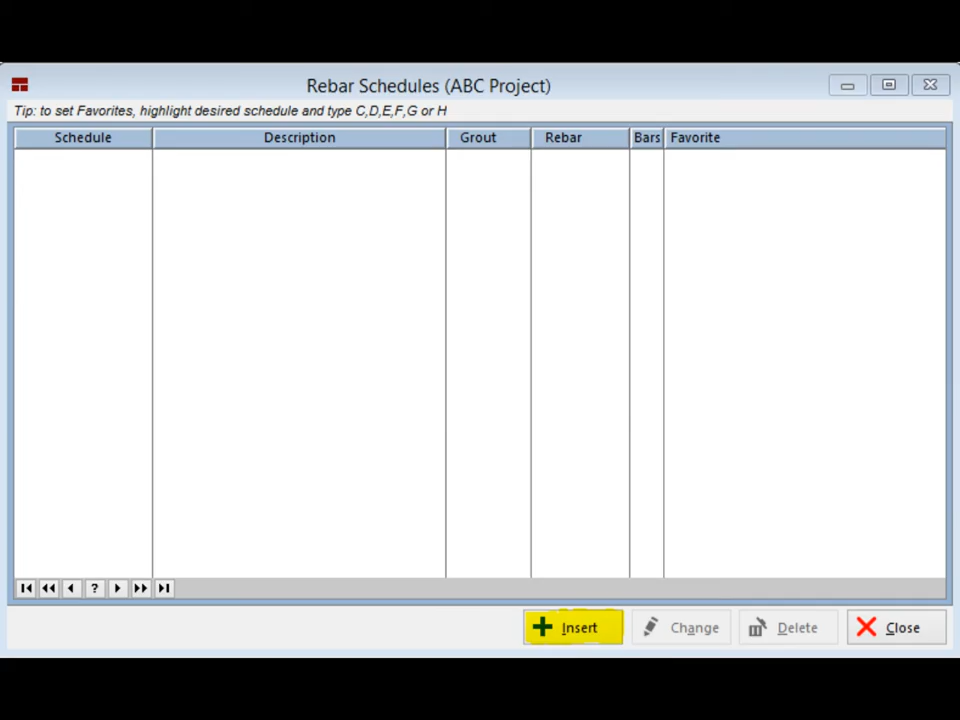 Rebar Schedules (ABC Project)
Tip: to set Favorites, highlight desired schedule and type C,D,E,F,G or H
Schedule Description Grout Rebar Bars Favorite
?
Insert Change Delete Close